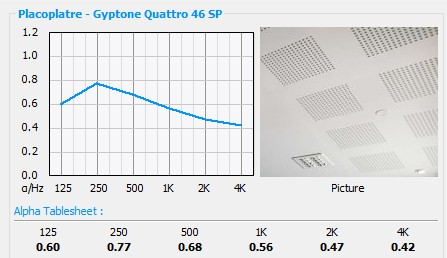 Placoplatre - Gyptone Quattro 46 SP
1.2
1.0
0.8
0.6
0.4
0.2
0.0
α/Hz 125 250 500 1K 2K 4K
Picture
Alpha Tablesheet :
125 250 500 1K 2K 4K
0.60 0.77 0.68 0.56 0.47 0.42